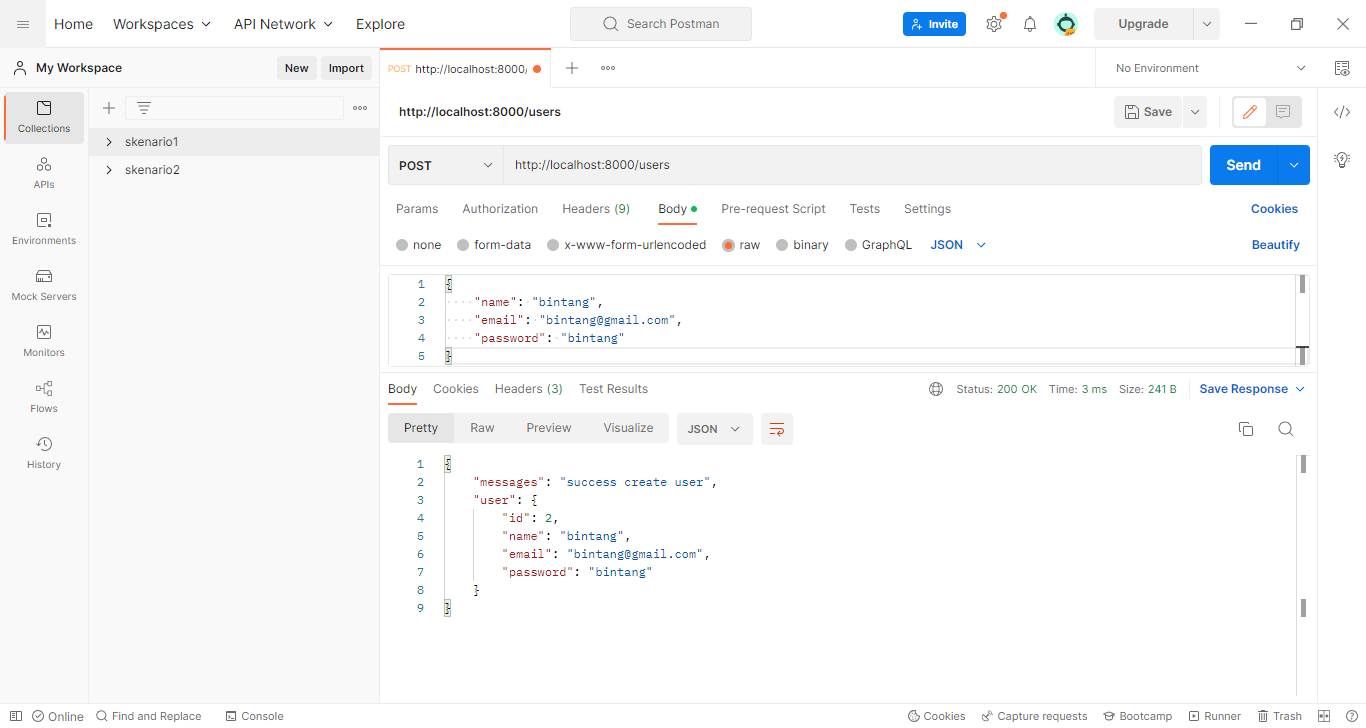 Home Workspaces API Network Explore Search Postman Invite Upgrade
My Workspace New Import POST http://localhost:8000/ No Environment
Collections
APIs
Environments
Mock Servers
Monitors
Flows
History
skenario1
skenario2
http://localhost:8000/users Save
POST http://localhost:8000/users Send
Params Authorization Headers (9) Body Pre-request Script Tests Settings Cookies
none form-data x-www-form-urlencoded raw binary GraphQL JSON Beautify
1 {
2 "name": "bintang",
3 "email": "bintang@gmail.com",
4 "password": "bintang"
5 }
Body Cookies Headers (3) Test Results Status: 200 OK Time: 3 ms Size: 241 B Save Response
Pretty Raw Preview Visualize JSON
1 {
2 "messages": "success create user",
3 "user": {
4 "id": 2,
5 "name": "bintang",
6 "email": "bintang@gmail.com",
7 "password": "bintang"
8 }
9 }
Online Find and Replace Console Cookies Capture requests Bootcamp Runner Trash